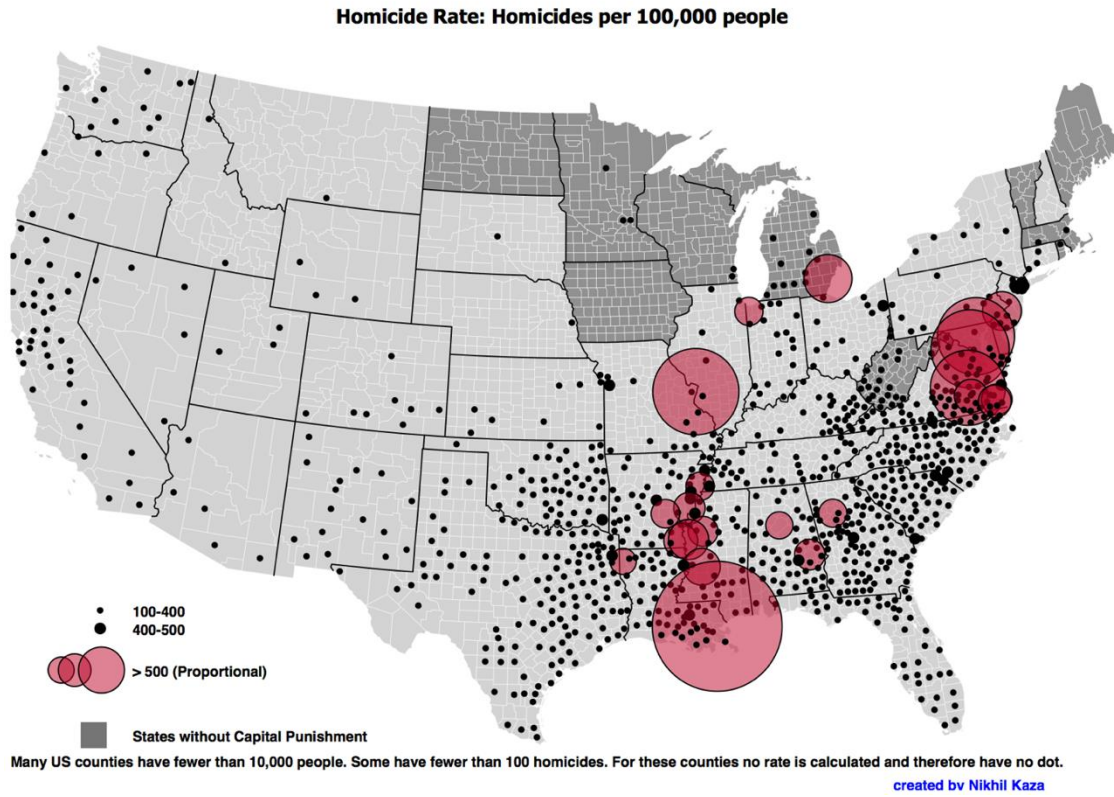 Homicide Rate: Homicides per 100,000 people
100-400
400-500
> 500 (Proportional)
States without Capital Punishment
Many US counties have fewer than 10,000 people. Some have fewer than 100 homicides. For these counties no rate is calculated and therefore have no dot.
created by Nikhil Kaza